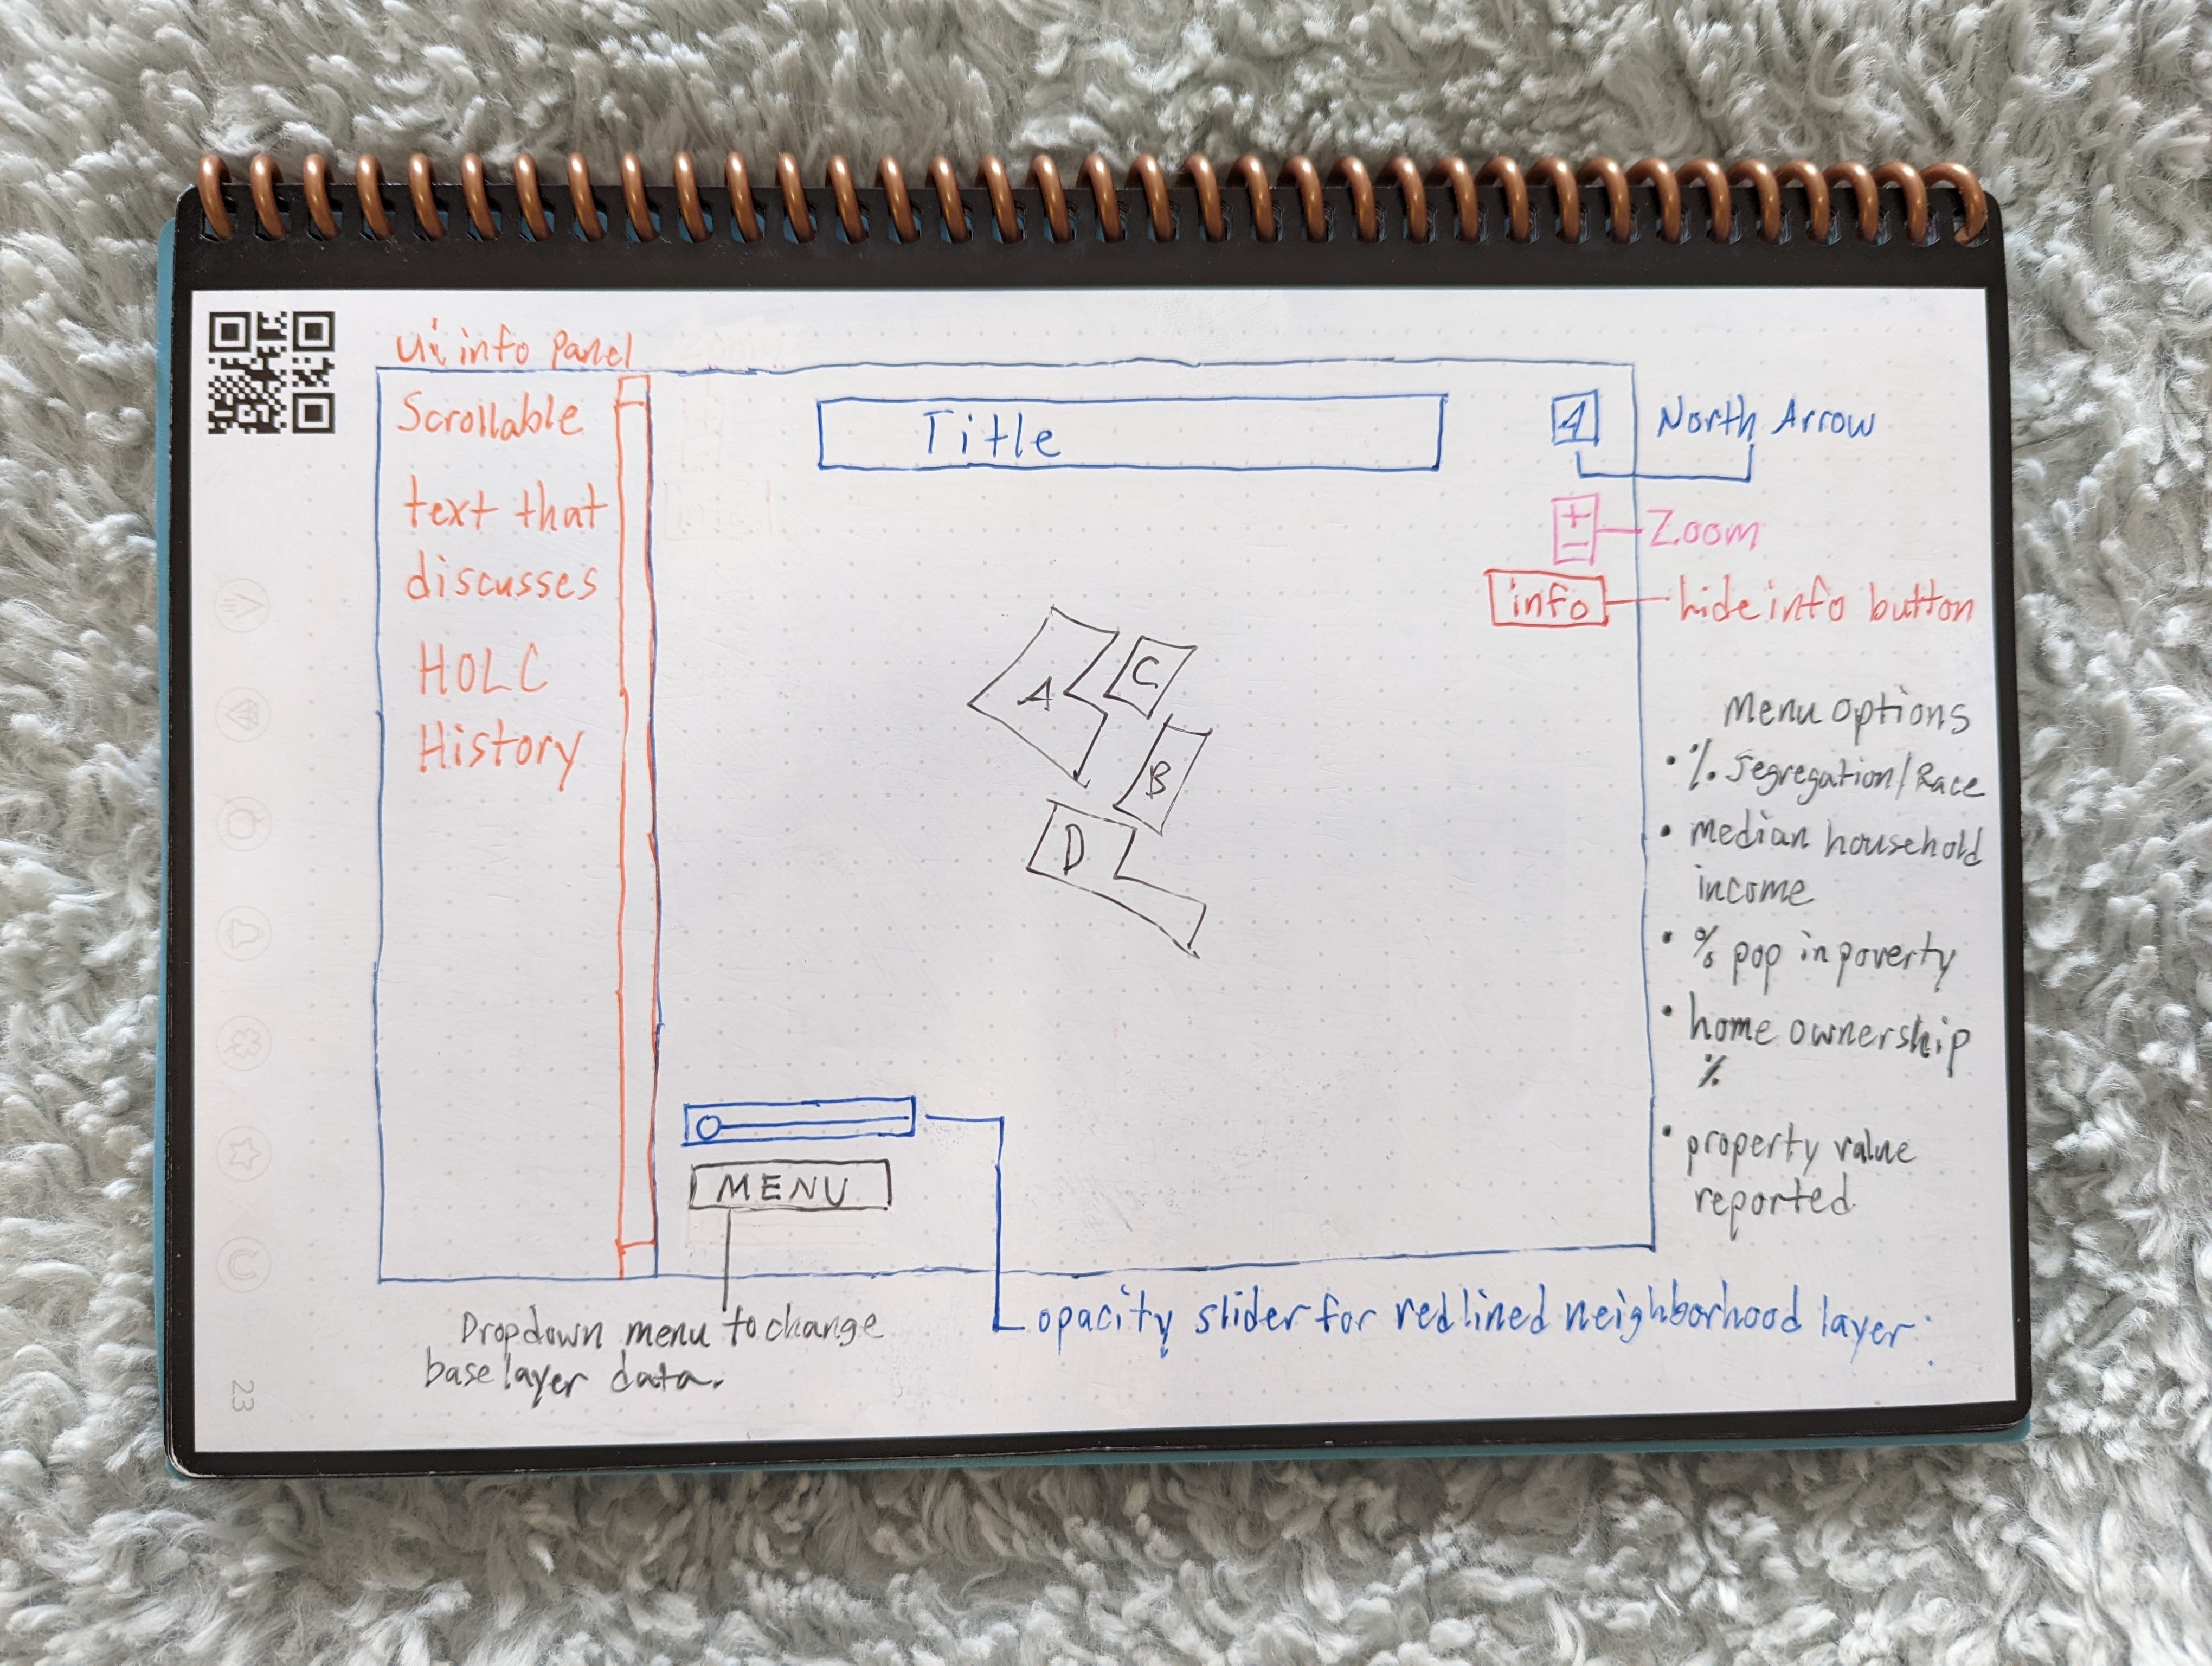 ui info panel
Scrollable
text that
discusses
HOLC
History
Title
4
North Arrow
+
-
Zoom
info
hide info button
A
C
B
D
Menu options
• % Segregation/Race
• median household
income
• % pop in poverty
• home ownership
%
• property value
reported
MENU
Dropdown menu to change
base layer data.
opacity slider for redlined neighborhood layer
23